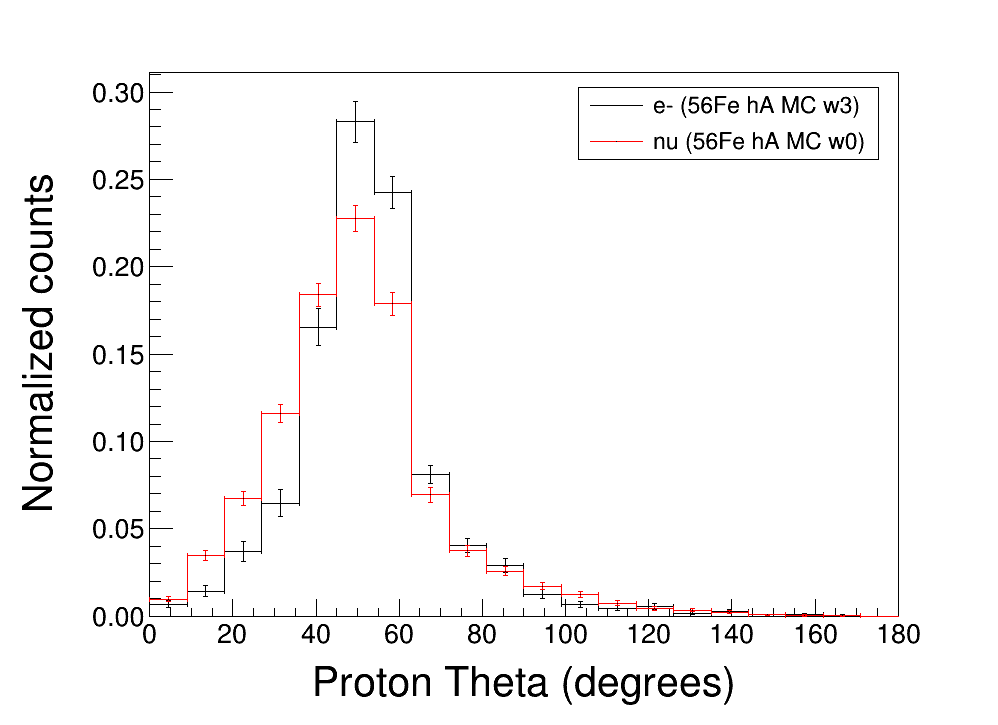 e- (56Fe hA MC w3)
nu (56Fe hA MC w0)
Normalized counts
0.30
0.25
0.20
0.15
0.10
0.05
0.00
0 20 40 60 80 100 120 140 160 180
Proton Theta (degrees)